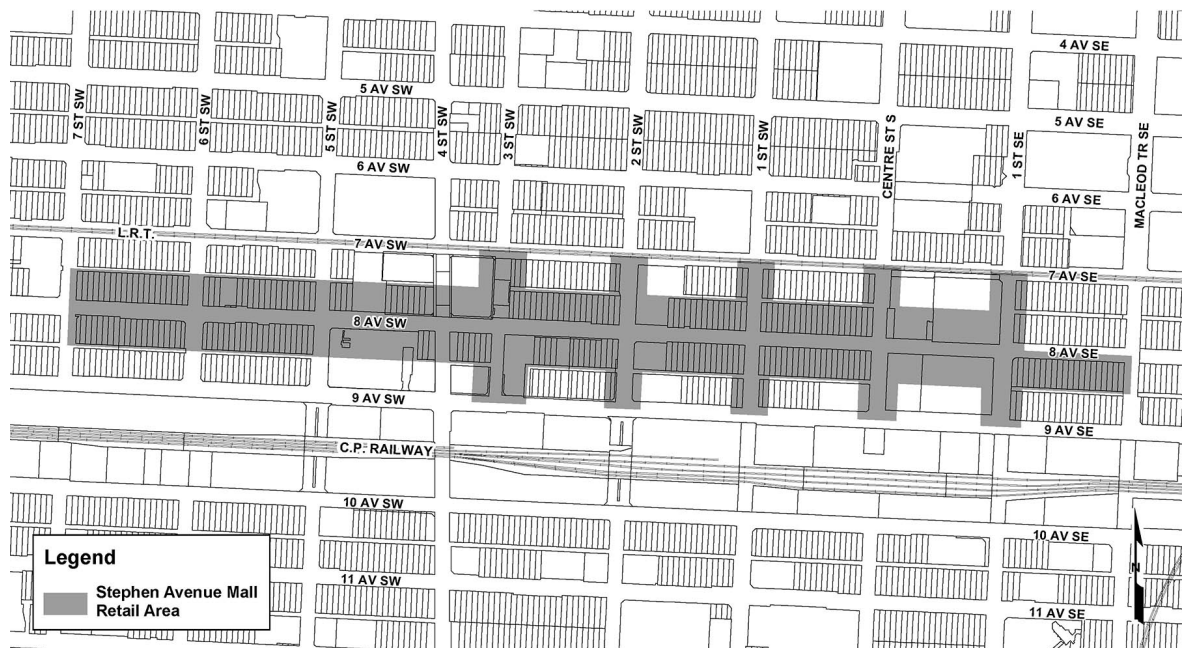 4 AV SE
5 AV SW
7 ST SW
6 ST SW
5 ST SW
4 ST SW
3 ST SW
2 ST SW
1 ST SW
CENTRE ST S
1 ST SE
MACLEOD TR SE
5 AV SE
6 AV SW
6 AV SE
L.R.T.
7 AV SW
7 AV SE
8 AV SW
8 AV SE
9 AV SW
9 AV SE
C.P. RAILWAY
10 AV SW
10 AV SE
N
11 AV SW
11 AV SE
Legend
Stephen Avenue Mall
Retail Area